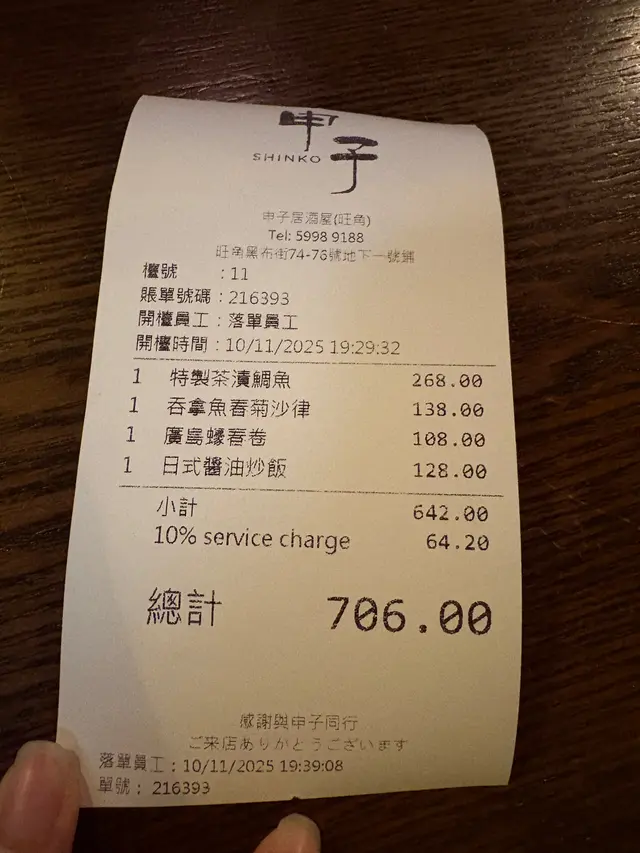 申子
SHINKO
申子居酒屋(旺角)
Tel: 5998 9188
旺角黑布街74-76號地下一號鋪
檯號 : 11
賬單號碼 : 216393
開檯員工 : 落單員工
開檯時間 : 10/11/2025 19:29:32
1 特製茶漬鯛魚 268.00
1 吞拿魚春菊沙律 138.00
1 廣島蠔春卷 108.00
1 日式醬油炒飯 128.00
小計 642.00
10% service charge 64.20
總計 706.00
感謝與申子同行
ご来店ありがとうございます
落單員工 : 10/11/2025 19:39:08
單號 : 216393